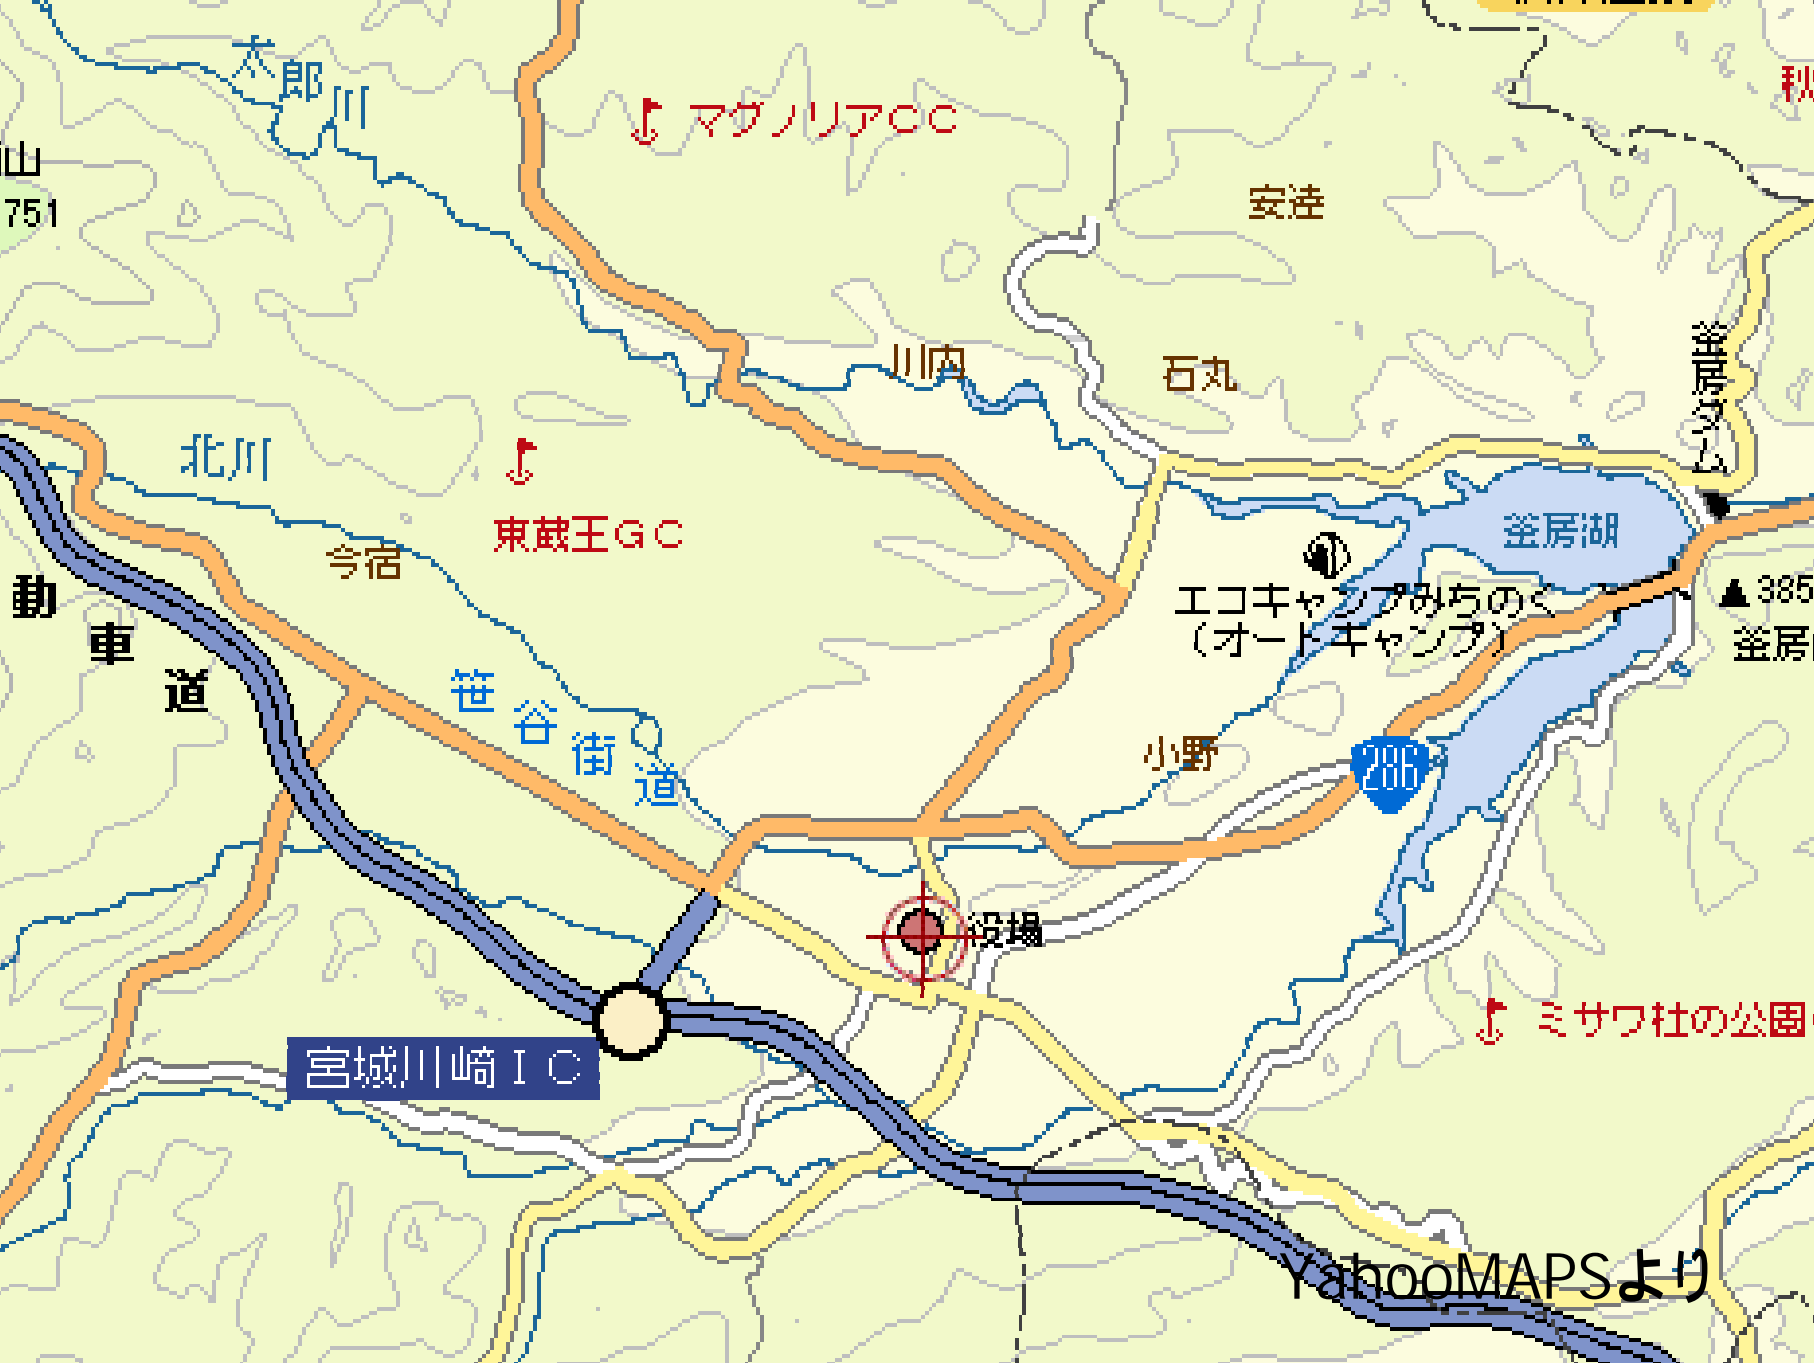 太郎川
マグノリアCC
秋
山
751
安達
釜房ダム
川内
石丸
北川
東蔵王GC
今宿
釜房湖
エコキャンプみちのく
(オートキャンプ)
▲385
釜房
動車道
笹谷街道
小野
286
役場
ミサワ社の公園
宮城川崎IC
YahooMAPSより